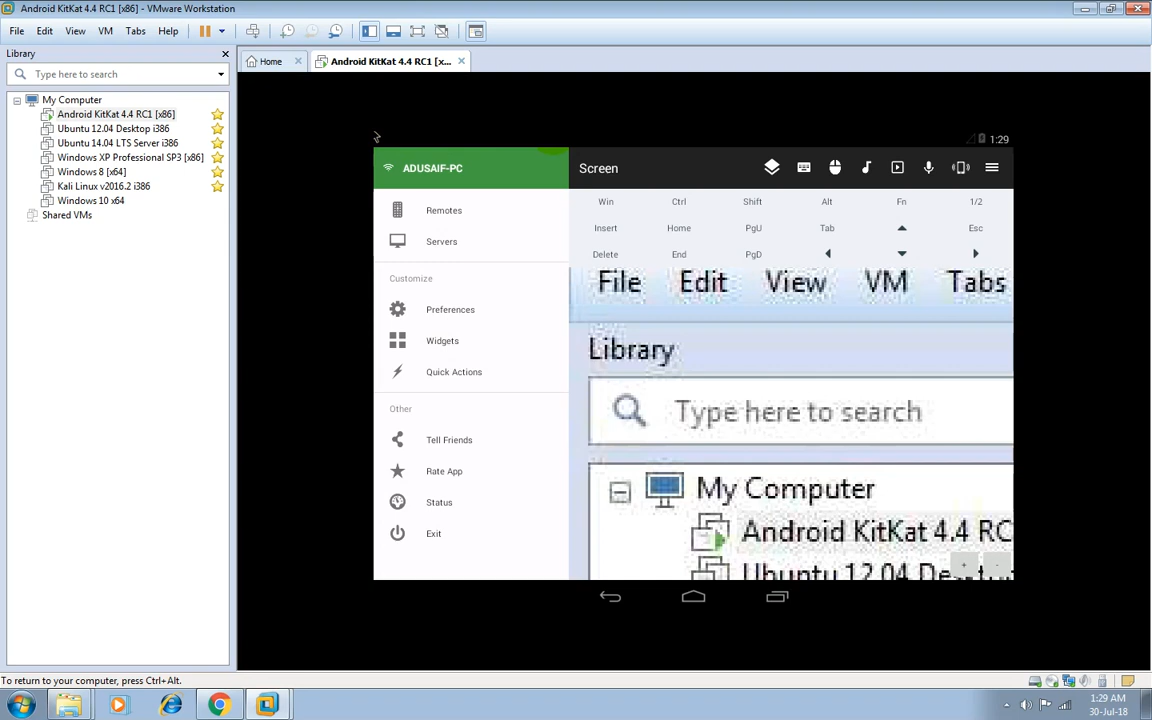 Android KitKat 4.4 RC1 [x86] - VMware Workstation
File Edit View VM Tabs Help
Library
Home
Android KitKat 4.4 RC1 [x...
Type here to search
My Computer
Android KitKat 4.4 RC1 [x86]
Ubuntu 12.04 Desktop i386
Ubuntu 14.04 LTS Server i386
Windows XP Professional SP3 [x86]
Windows 8 [x64]
Kali Linux v2016.2 i386
Windows 10 x64
Shared VMs
1:29
ADUSAIF-PC
Screen
Remotes
Servers
Customize
Preferences
Widgets
Quick Actions
Other
Tell Friends
Rate App
Status
Exit
Win Ctrl Shift Alt Fn 1/2
Insert Home PgU Tab Esc
Delete End PgD
File Edit View VM Tabs
Library
Type here to search
My Computer
Android KitKat 4.4 RC
Ubuntu 12.04
+ -
To return to your computer, press Ctrl+Alt.
1:29 AM
30-Jul-18